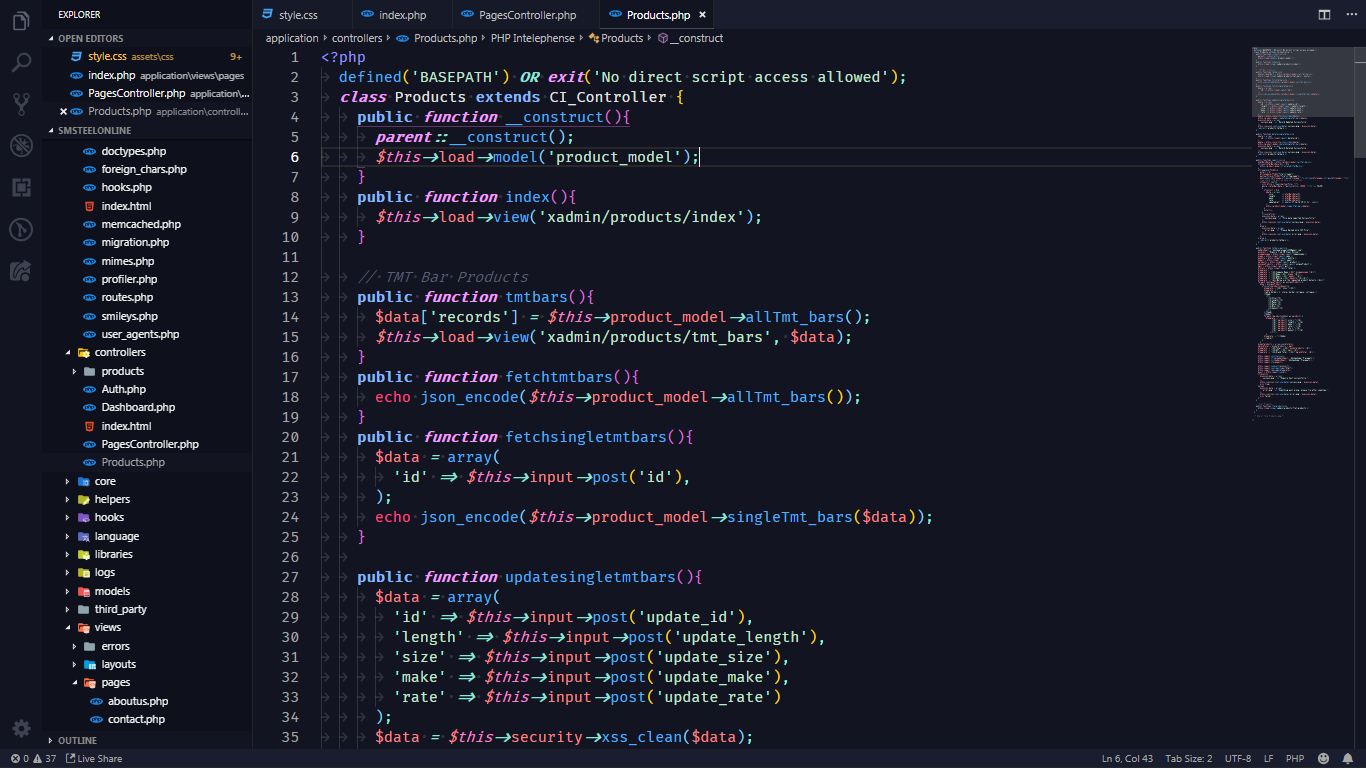 EXPLORER
OPEN EDITORS
style.css assets\css 9+
index.php application\views\pages
PagesController.php application\...
Products.php application\controll...
SMSTEELONLINE
doctypes.php
foreign_chars.php
hooks.php
index.html
memcached.php
migration.php
mimes.php
profiler.php
routes.php
smileys.php
user_agents.php
controllers
products
Auth.php
Dashboard.php
index.html
PagesController.php
Products.php
core
helpers
hooks
language
libraries
logs
models
third_party
views
errors
layouts
pages
aboutus.php
contact.php
OUTLINE
style.css index.php PagesController.php Products.php ×
application › controllers › Products.php › PHP Intelephense › Products › __construct
1 <?php
2 defined('BASEPATH') OR exit('No direct script access allowed');
3 class Products extends CI_Controller {
4 public function __construct(){
5 parent::__construct();
6 $this->load->model('product_model');
7 }
8 public function index(){
9 $this->load->view('xadmin/products/index');
10 }
11
12 // TMT Bar Products
13 public function tmtbars(){
14 $data['records'] = $this->product_model->allTmt_bars();
15 $this->load->view('xadmin/products/tmt_bars', $data);
16 }
17 public function fetchtmtbars(){
18 echo json_encode($this->product_model->allTmt_bars());
19 }
20 public function fetchsingletmtbars(){
21 $data = array(
22 'id' => $this->input->post('id'),
23 );
24 echo json_encode($this->product_model->singleTmt_bars($data));
25 }
26
27 public function updatesingletmtbars(){
28 $data = array(
29 'id' => $this->input->post('update_id'),
30 'length' => $this->input->post('update_length'),
31 'size' => $this->input->post('update_size'),
32 'make' => $this->input->post('update_make'),
33 'rate' => $this->input->post('update_rate')
34 );
35 $data = $this->security->xss_clean($data);
0 37 Live Share Ln 6, Col 43 Tab Size: 2 UTF-8 LF PHP